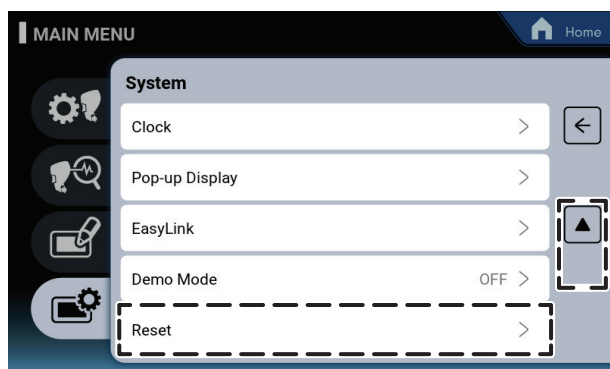 MAIN MENU
Home
System
Clock
Pop-up Display
EasyLink
Demo Mode OFF
Reset